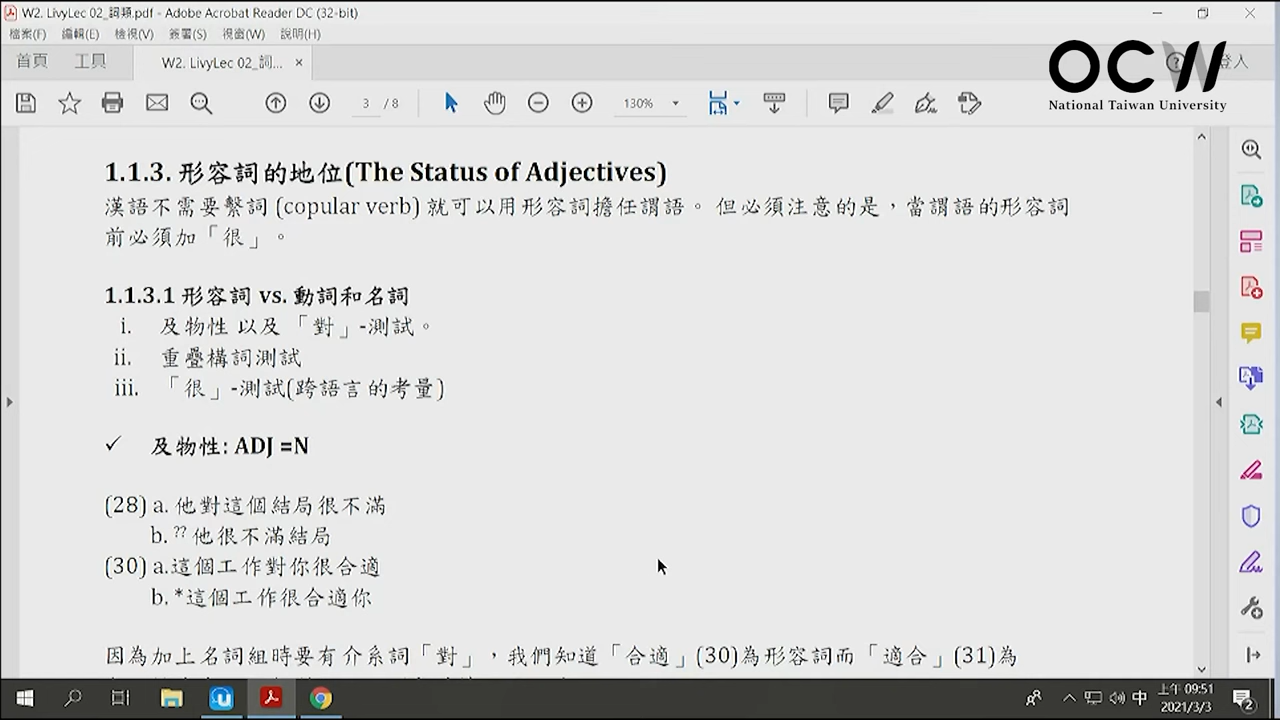 W2. LivyLec 02_詞類.pdf - Adobe Acrobat Reader DC (32-bit)
檔案(F) 編輯(E) 檢視(V) 簽署(S) 視窗(W) 說明(H)
首頁 工具 W2. LivyLec 02_詞... × 登入
OCW
National Taiwan University
3 / 8 130%
1.1.3. 形容詞的地位(The Status of Adjectives)
漢語不需要繫詞 (copular verb) 就可以用形容詞擔任謂語。 但必須注意的是，當謂語的形容詞
前必須加「很」。
1.1.3.1 形容詞 vs. 動詞和名詞
i. 及物性 以及 「對」-測試。
ii. 重疊構詞測試
iii. 「很」-測試(跨語言的考量)
✓ 及物性: ADJ =N
(28) a. 他對這個結局很不滿
b. ?? 他很不滿結局
(30) a.這個工作對你很合適
b. *這個工作很合適你
因為加上名詞組時要有介系詞「對」，我們知道「合適」(30)為形容詞而「適合」(31)為
中 上午 09:51
2021/3/3 2